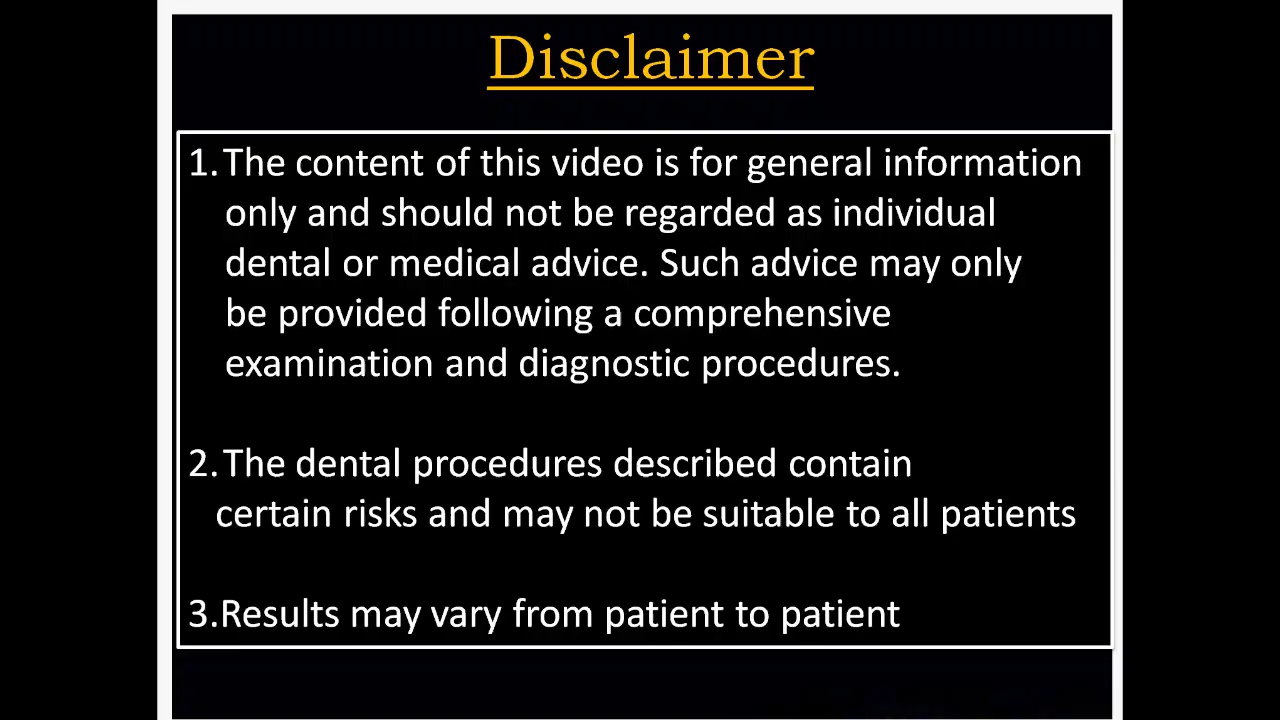 Disclaimer
1.The content of this video is for general information
only and should not be regarded as individual
dental or medical advice. Such advice may only
be provided following a comprehensive
examination and diagnostic procedures.
2.The dental procedures described contain
certain risks and may not be suitable to all patients
3.Results may vary from patient to patient